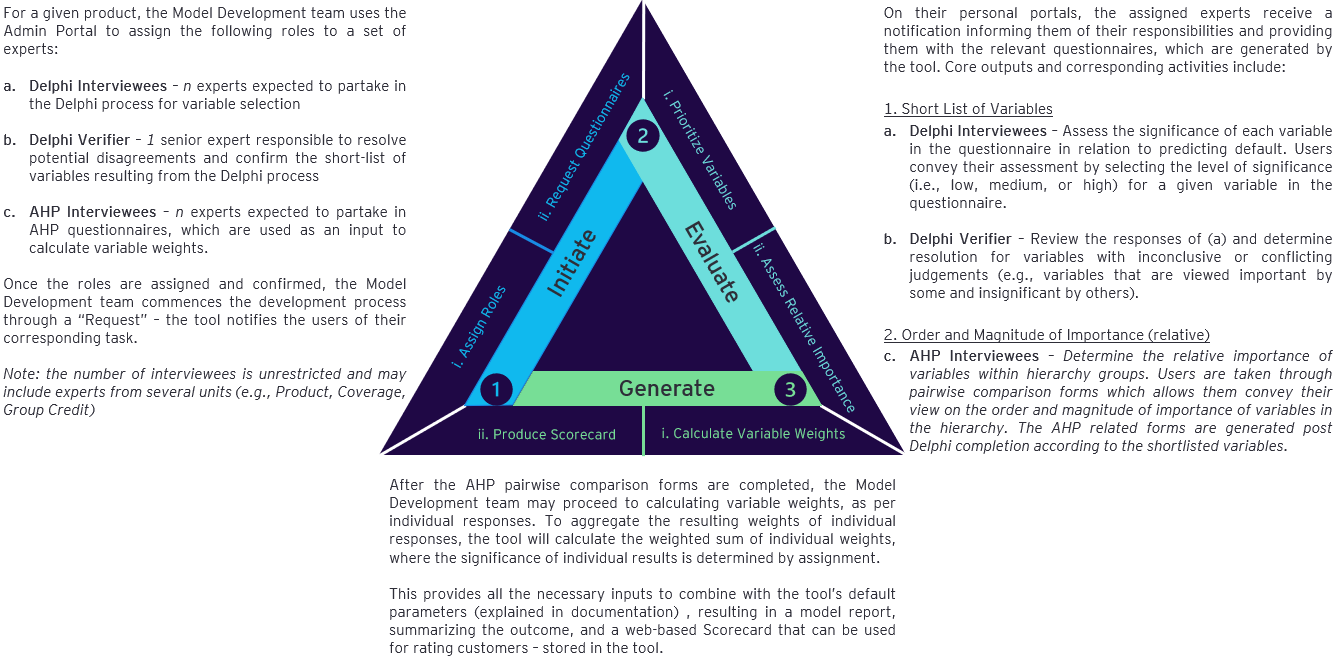 For a given product, the Model Development team uses the
Admin Portal to assign the following roles to a set of
experts:
a. Delphi Interviewees – n experts expected to partake in
the Delphi process for variable selection
b. Delphi Verifier – 1 senior expert responsible to resolve
potential disagreements and confirm the short-list of
variables resulting from the Delphi process
c. AHP Interviewees – n experts expected to partake in
AHP questionnaires, which are used as an input to
calculate variable weights.
Once the roles are assigned and confirmed, the Model
Development team commences the development process
through a “Request” – the tool notifies the users of their
corresponding task.
Note: the number of interviewees is unrestricted and may
include experts from several units (e.g., Product, Coverage,
Group Credit)
i. Assign Roles
ii. Request Questionnaires
1
Initiate
2
i. Prioritize Variables
ii. Assess Relative Importance
Evaluate
3
Generate
i. Calculate Variable Weights
ii. Produce Scorecard
On their personal portals, the assigned experts receive a
notification informing them of their responsibilities and providing
them with the relevant questionnaires, which are generated by
the tool. Core outputs and corresponding activities include:
1. Short List of Variables
a. Delphi Interviewees – Assess the significance of each variable
in the questionnaire in relation to predicting default. Users
convey their assessment by selecting the level of significance
(i.e., low, medium, or high) for a given variable in the
questionnaire.
b. Delphi Verifier – Review the responses of (a) and determine
resolution for variables with inconclusive or conflicting
judgements (e.g., variables that are viewed important by
some and insignificant by others).
2. Order and Magnitude of Importance (relative)
c. AHP Interviewees – Determine the relative importance of
variables within hierarchy groups. Users are taken through
pairwise comparison forms which allows them convey their
view on the order and magnitude of importance of variables in
the hierarchy. The AHP related forms are generated post
Delphi completion according to the shortlisted variables.
After the AHP pairwise comparison forms are completed, the Model
Development team may proceed to calculating variable weights, as per
individual responses. To aggregate the resulting weights of individual
responses, the tool will calculate the weighted sum of individual weights,
where the significance of individual results is determined by assignment.
This provides all the necessary inputs to combine with the tool’s default
parameters (explained in documentation) , resulting in a model report,
summarizing the outcome, and a web-based Scorecard that can be used
for rating customers – stored in the tool.